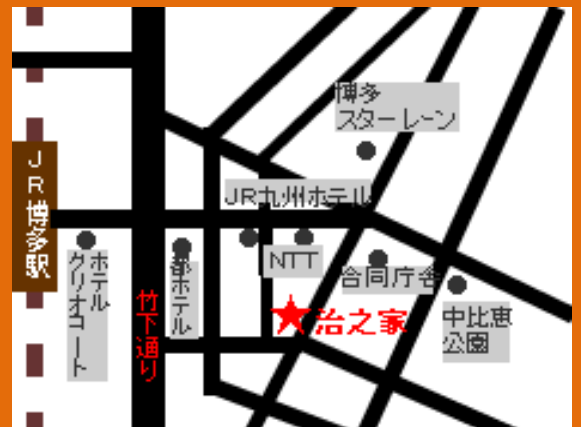 博多
スターレーン
JR博多駅
JR九州ホテル
ホテル
クリオコート
都ホテル
NTT
合同庁舎
竹下通り
治之家
中比恵
公園